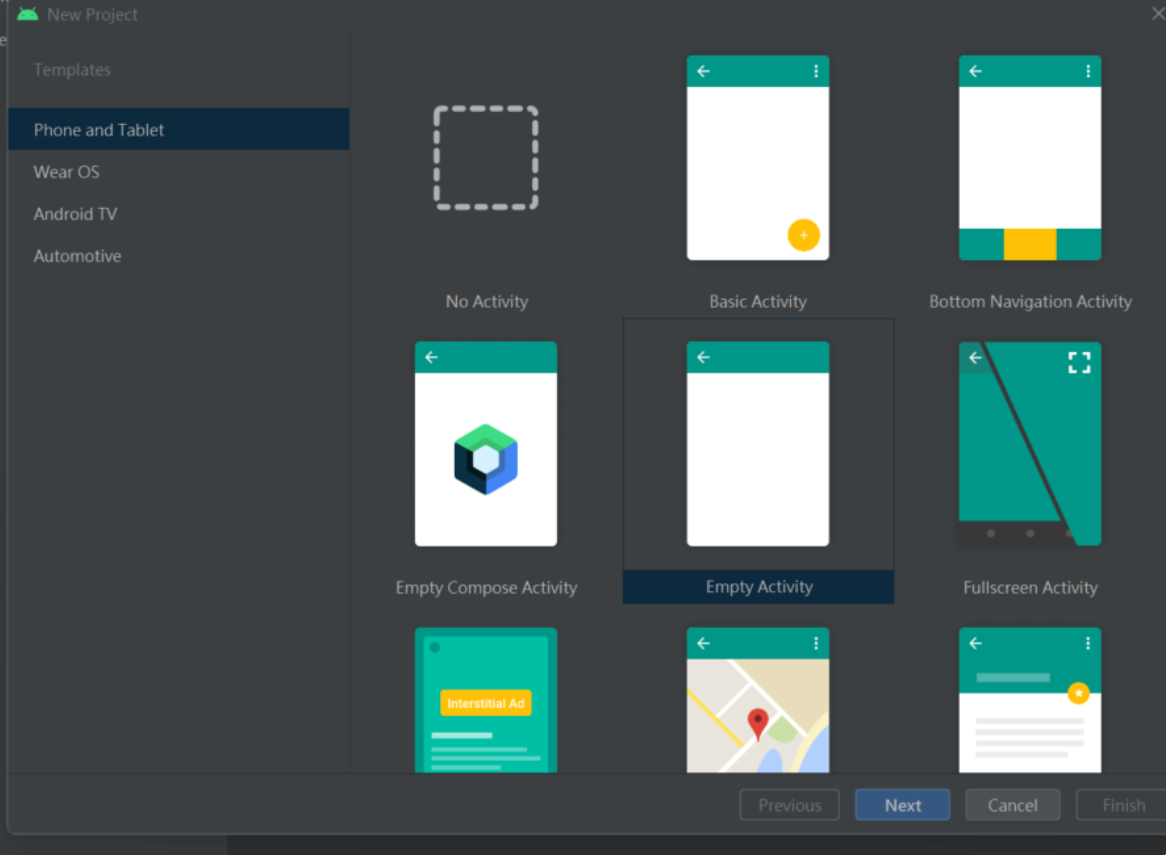 New Project
Templates
Phone and Tablet
Wear OS
Android TV
Automotive
No Activity
Basic Activity
Bottom Navigation Activity
Empty Compose Activity
Empty Activity
Fullscreen Activity
Interstitial Ad
Previous
Next
Cancel
Finish